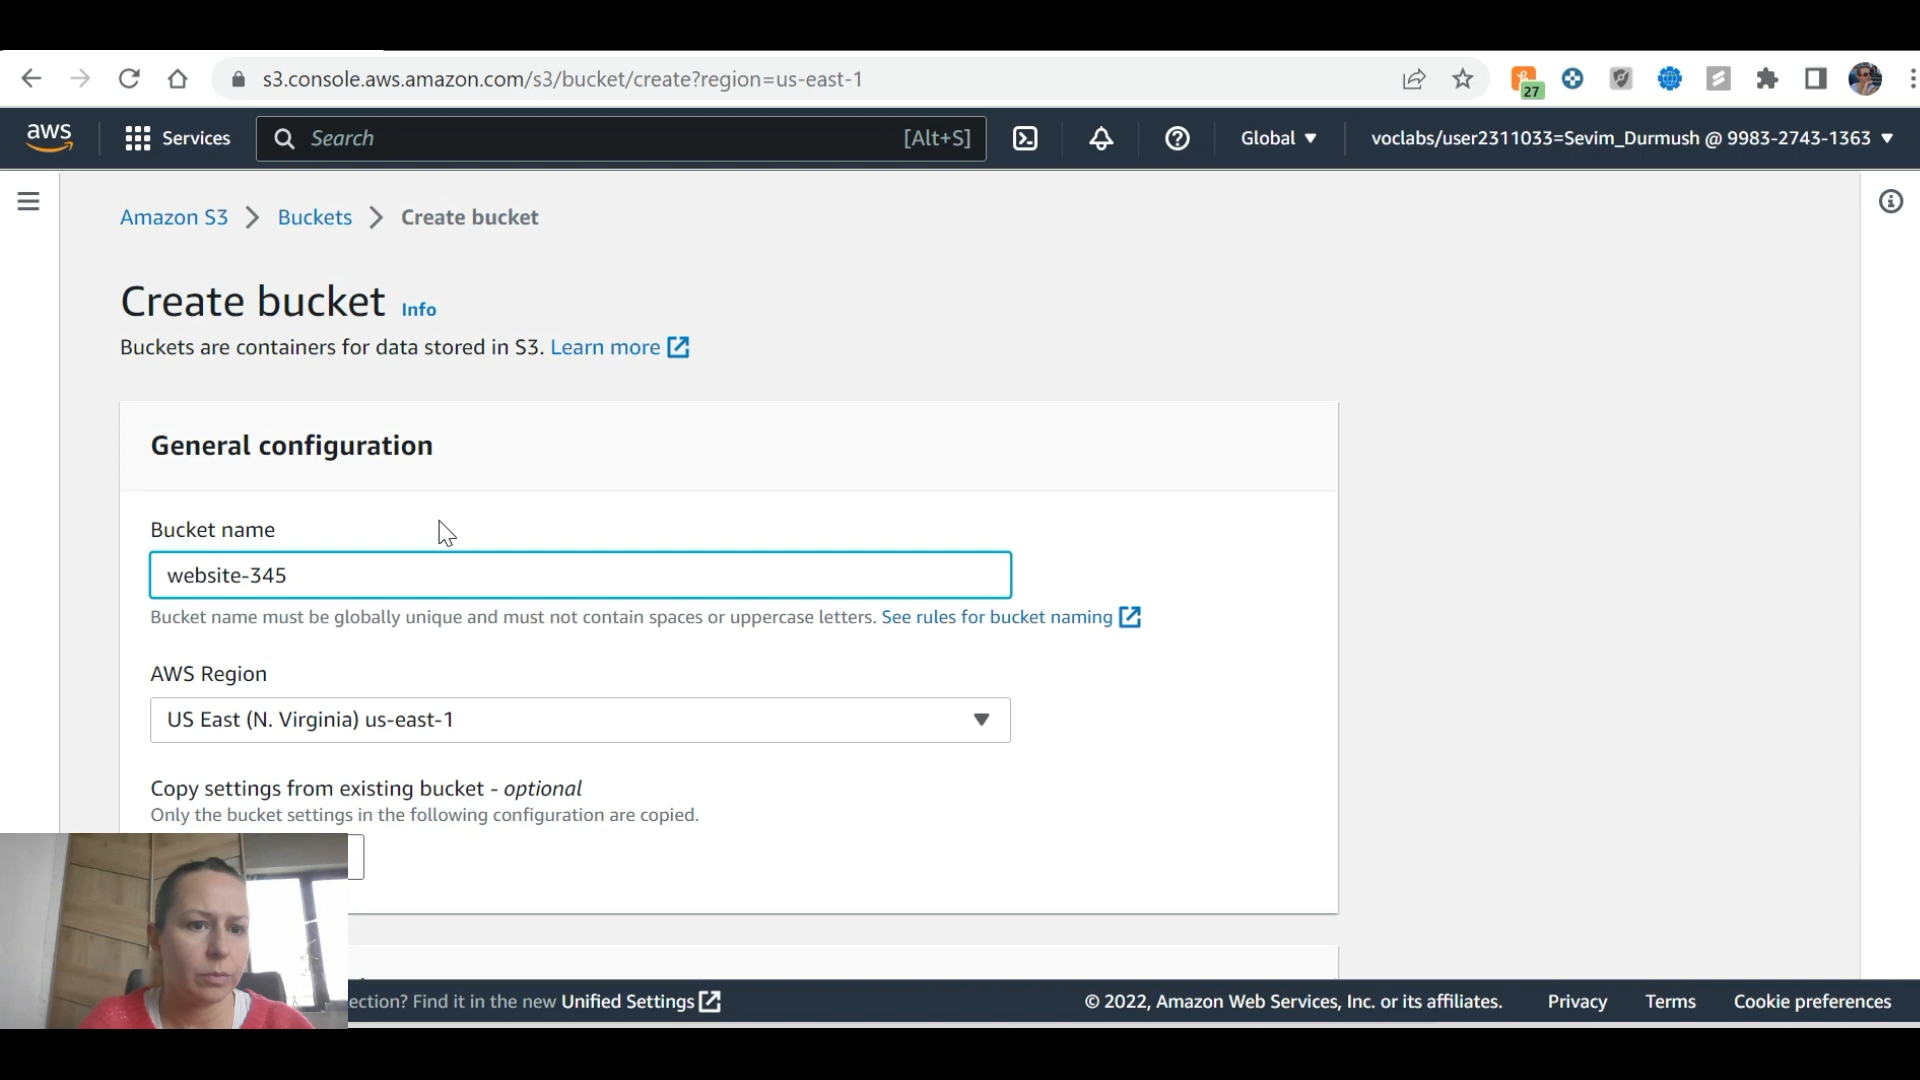 s3.console.aws.amazon.com/s3/bucket/create?region=us-east-1
27
aws
Services
Search
[Alt+S]
Global
voclabs/user2311033=Sevim_Durmush @ 9983-2743-1363
Amazon S3 > Buckets > Create bucket
Create bucket Info
Buckets are containers for data stored in S3. Learn more
General configuration
Bucket name
website-345
Bucket name must be globally unique and must not contain spaces or uppercase letters. See rules for bucket naming
AWS Region
US East (N. Virginia) us-east-1
Copy settings from existing bucket - optional
Only the bucket settings in the following configuration are copied.
ection? Find it in the new Unified Settings
© 2022, Amazon Web Services, Inc. or its affiliates.
Privacy
Terms
Cookie preferences